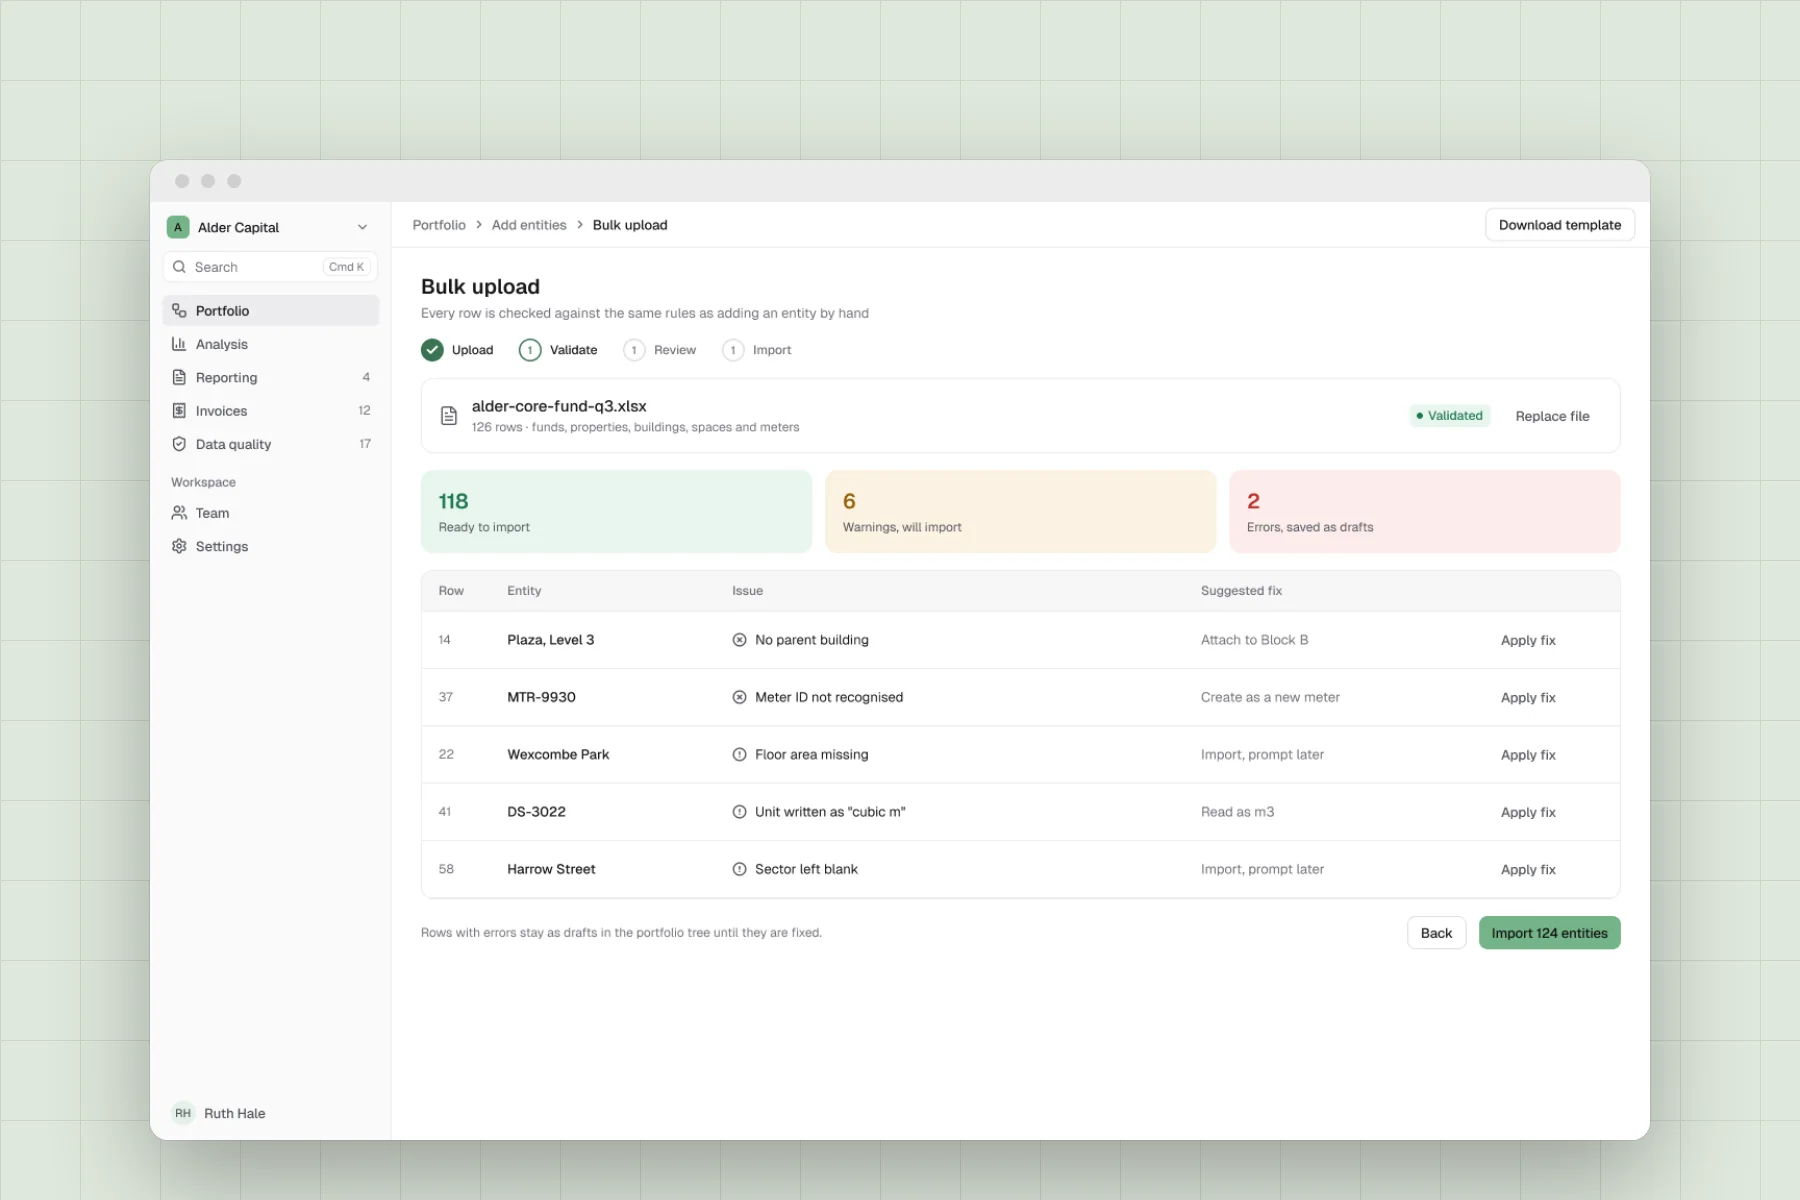 A Alder Capital
Search Cmd K
Portfolio
Analysis
Reporting 4
Invoices 12
Data quality 17
Workspace
Team
Settings
RH Ruth Hale
Portfolio > Add entities > Bulk upload
Download template
Bulk upload
Every row is checked against the same rules as adding an entity by hand
Upload 1 Validate 1 Review 1 Import
alder-core-fund-q3.xlsx
126 rows · funds, properties, buildings, spaces and meters
Validated Replace file
118
Ready to import
6
Warnings, will import
2
Errors, saved as drafts
Row Entity Issue Suggested fix
14 Plaza, Level 3 No parent building Attach to Block B Apply fix
37 MTR-9930 Meter ID not recognised Create as a new meter Apply fix
22 Wexcombe Park Floor area missing Import, prompt later Apply fix
41 DS-3022 Unit written as "cubic m" Read as m3 Apply fix
58 Harrow Street Sector left blank Import, prompt later Apply fix
Rows with errors stay as drafts in the portfolio tree until they are fixed.
Back Import 124 entities